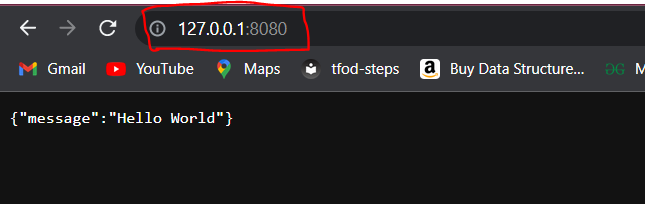 127.0.0.1:8080
Gmail YouTube Maps tfod-steps Buy Data Structure... M
{"message":"Hello World"}